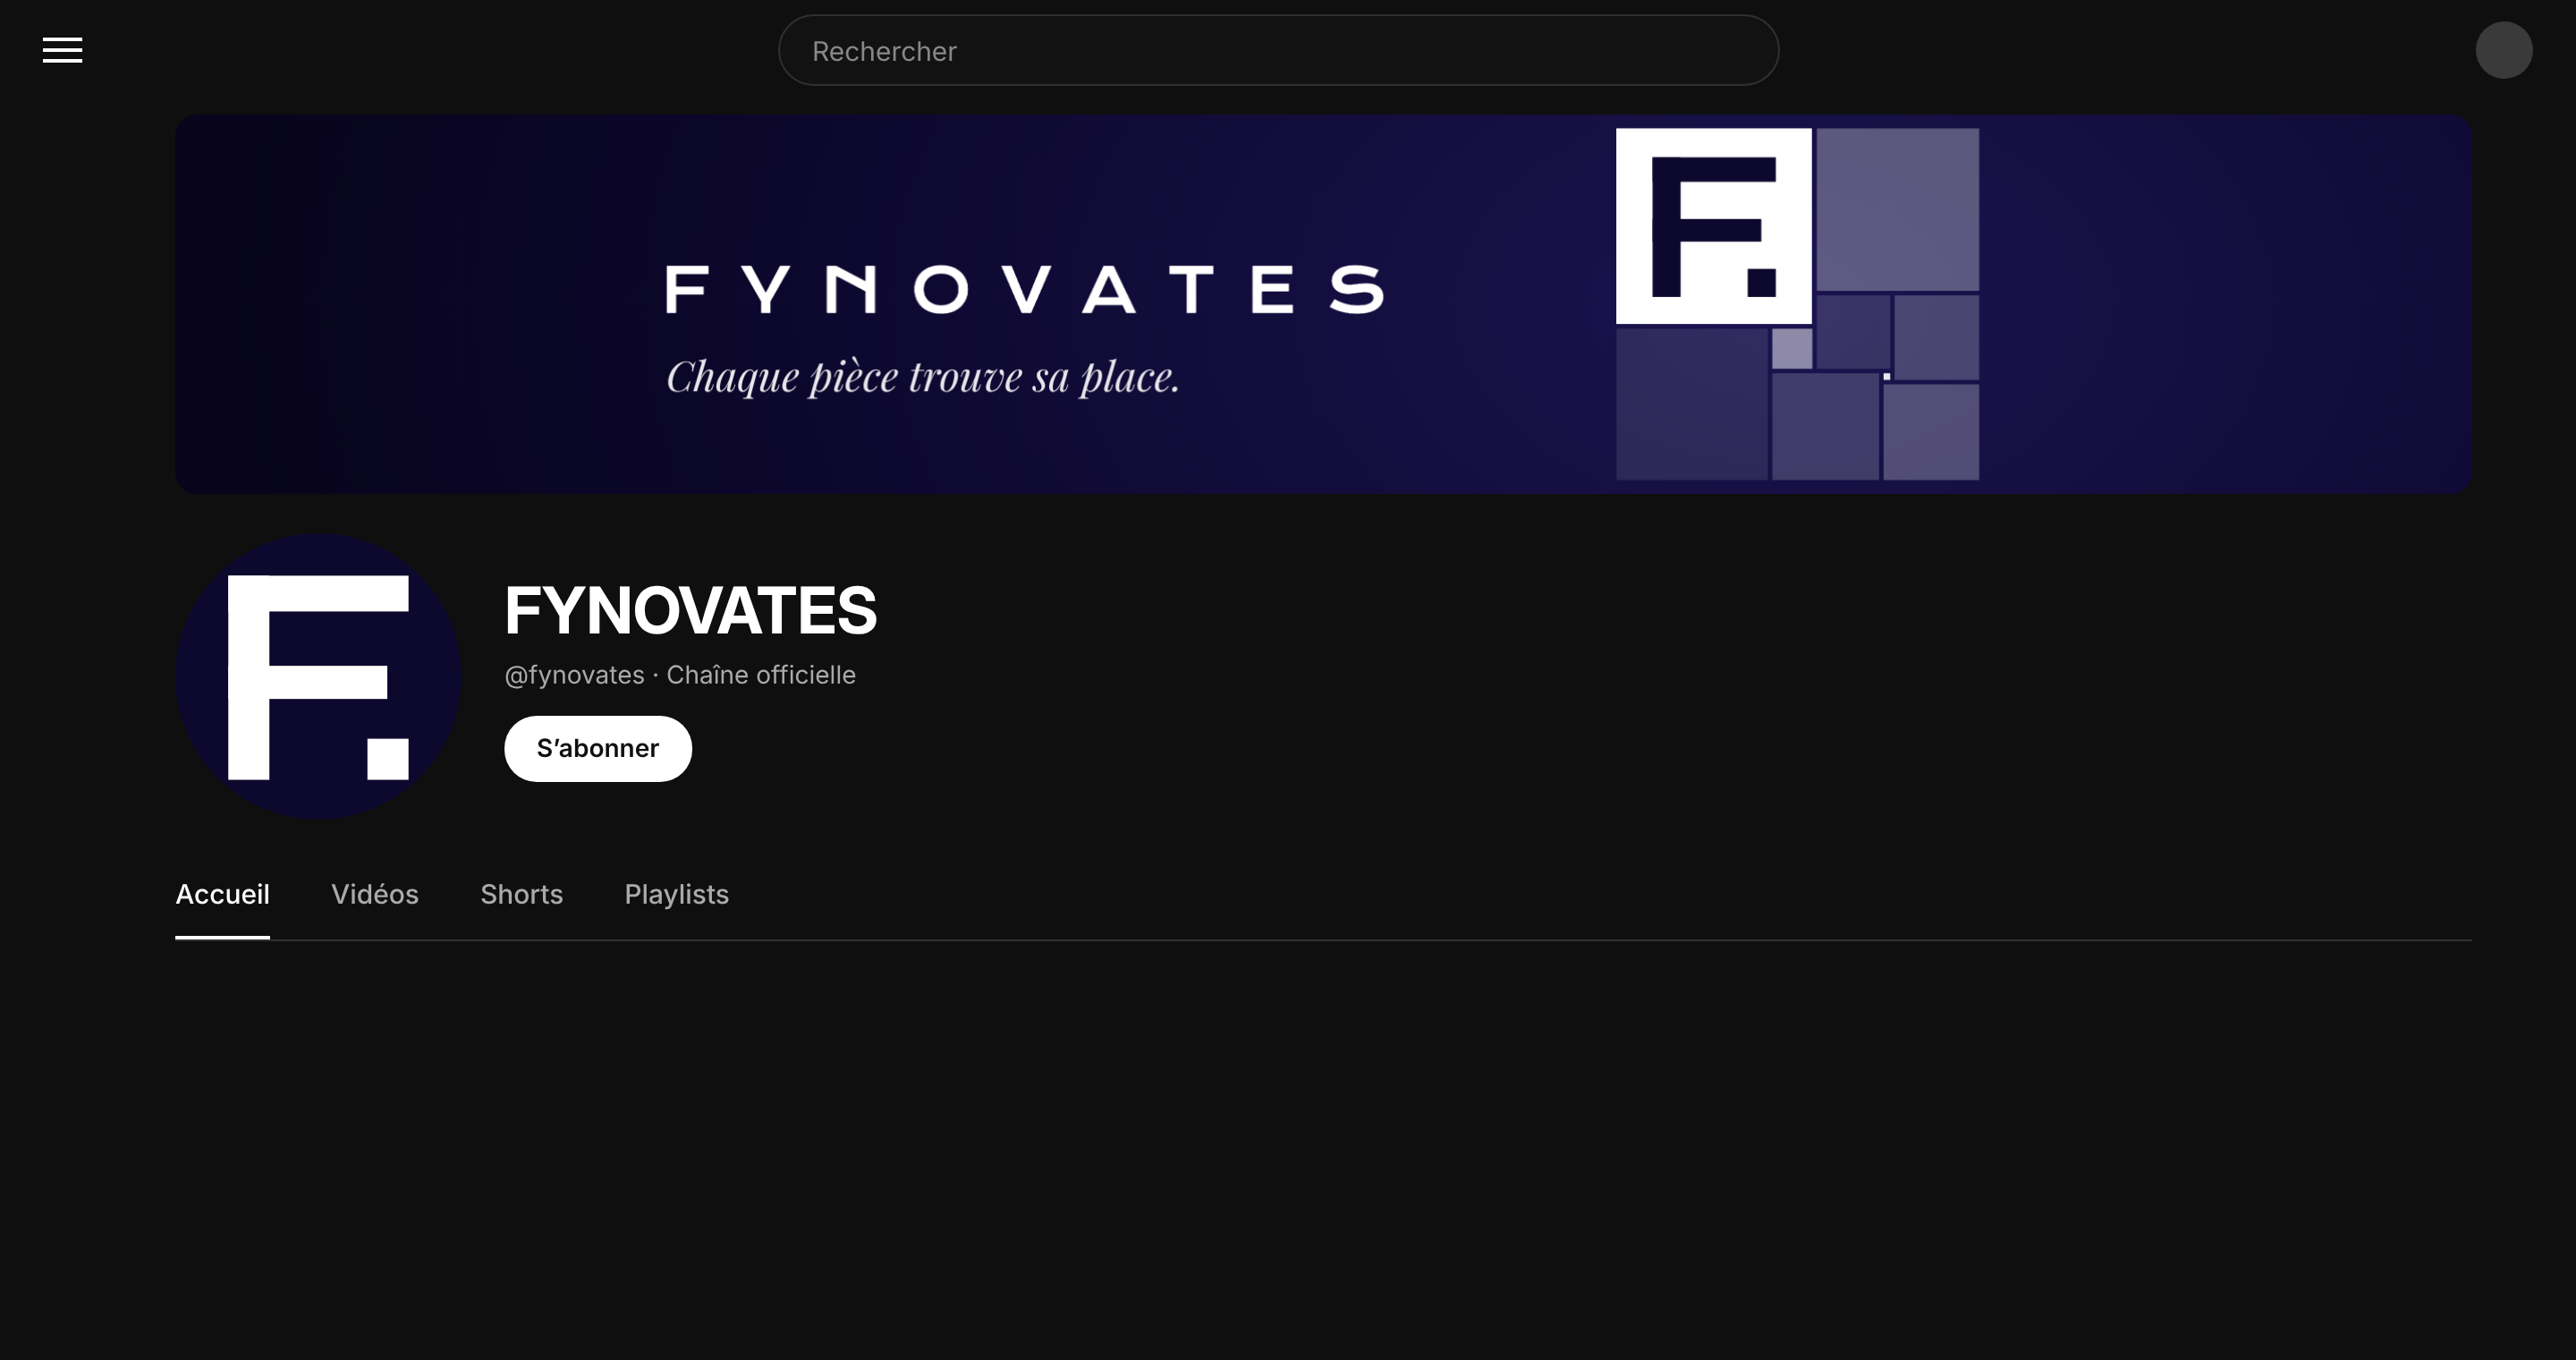 Rechercher
F.
FYNOVATES
Chaque pièce trouve sa place.
F.
FYNOVATES
@fynovates · Chaîne officielle
S’abonner
Accueil Vidéos Shorts Playlists